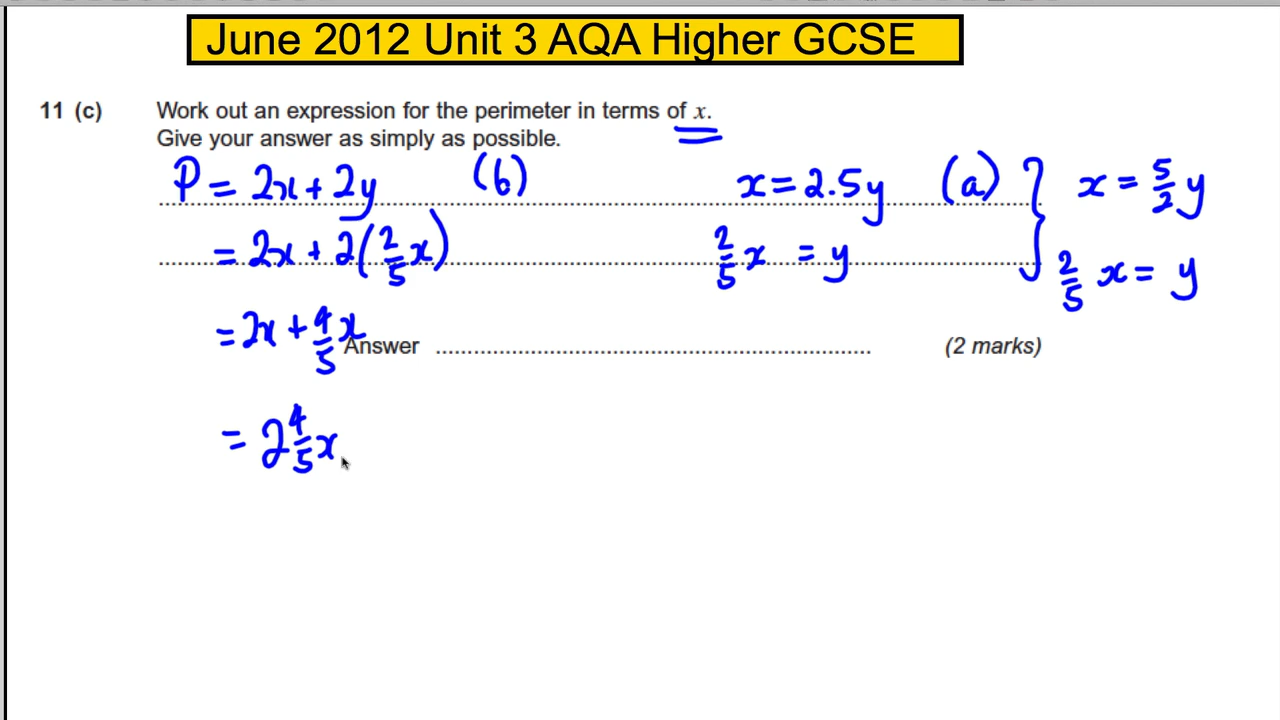 June 2012 Unit 3 AQA Higher GCSE
11 (c) Work out an expression for the perimeter in terms of x.
Give your answer as simply as possible.
P = 2x + 2y (b) x = 2.5y (a) } x = 5/2 y
= 2x + 2(2/5 x) 2/5 x = y 2/5 x = y
= 2x + 4/5 x
Answer ........................ (2 marks)
= 2 4/5 x